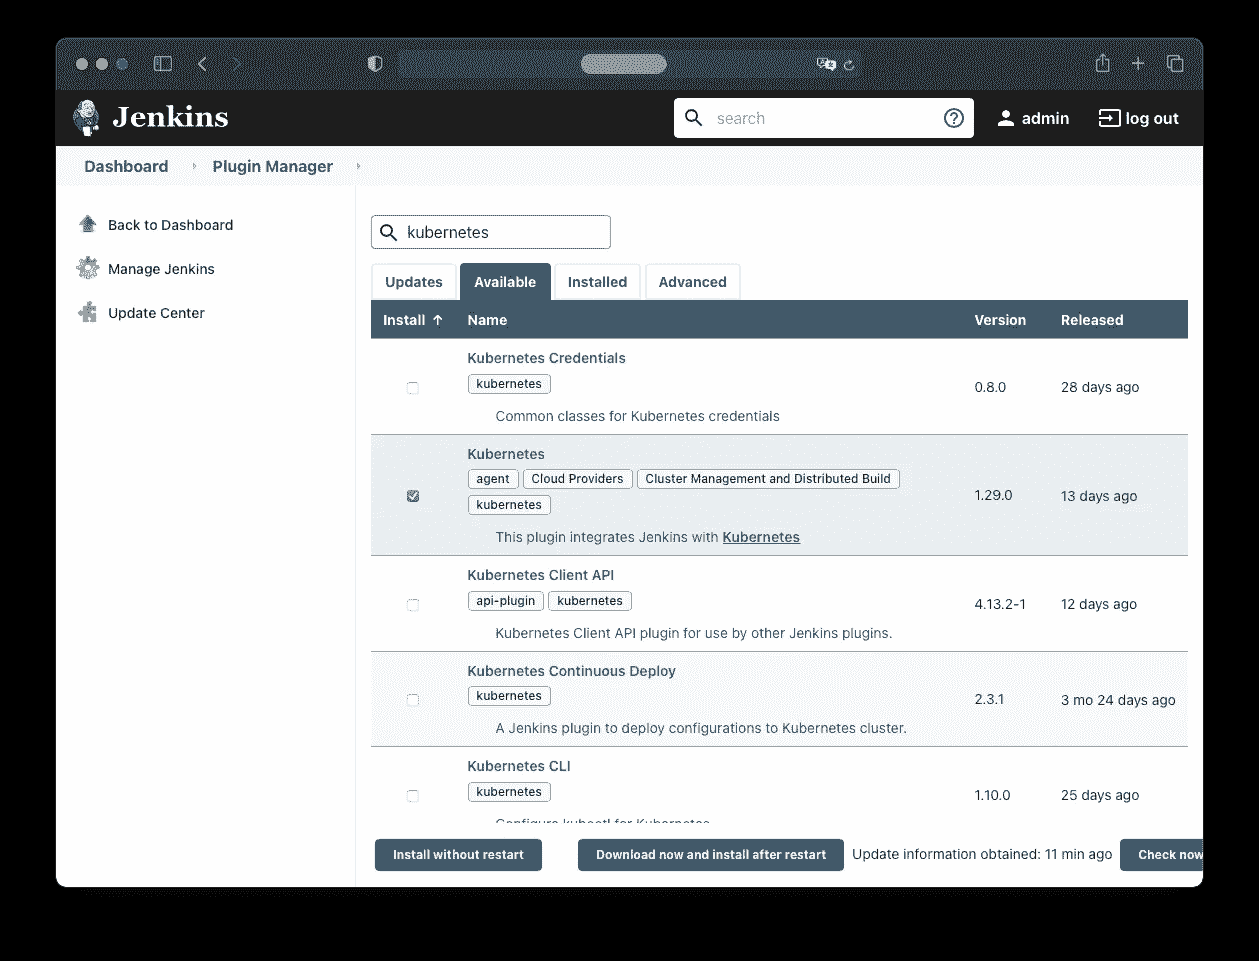 Jenkins
search
admin
log out
Dashboard
Plugin Manager
Back to Dashboard
Manage Jenkins
Update Center
kubernetes
Updates Available Installed Advanced
Install ↑ Name Version Released
Kubernetes Credentials
kubernetes
0.8.0 28 days ago
Common classes for Kubernetes credentials
Kubernetes
agent Cloud Providers Cluster Management and Distributed Build
kubernetes
1.29.0 13 days ago
This plugin integrates Jenkins with Kubernetes
Kubernetes Client API
api-plugin kubernetes
4.13.2-1 12 days ago
Kubernetes Client API plugin for use by other Jenkins plugins.
Kubernetes Continuous Deploy
kubernetes
2.3.1 3 mo 24 days ago
A Jenkins plugin to deploy configurations to Kubernetes cluster.
Kubernetes CLI
kubernetes
1.10.0 25 days ago
Configure kubectl for Kubernetes
Install without restart Download now and install after restart Update information obtained: 11 min ago Check now